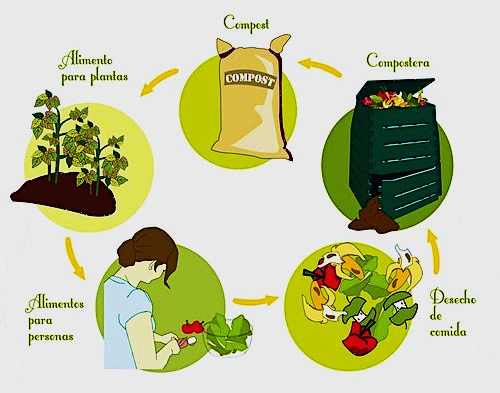 Compost
COMPOST
Alimento
para plantas
Compostera
Alimentos
para
personas
Desecho
de
comida